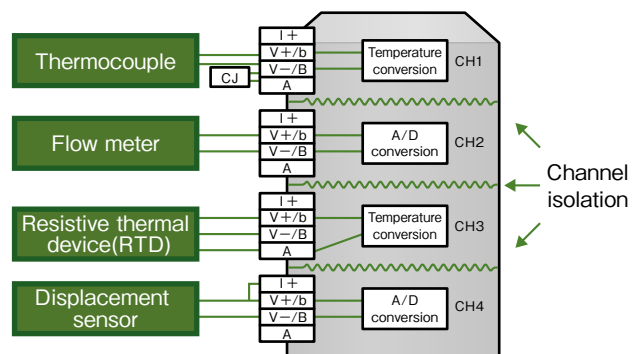 Thermocouple
CJ
I+
V+/b
V−/B
A
Temperature
conversion
CH1
Flow meter
I+
V+/b
V−/B
A
A/D
conversion
CH2
Channel
isolation
Resistive thermal
device(RTD)
I+
V+/b
V−/B
A
Temperature
conversion
CH3
Displacement
sensor
I+
V+/b
V−/B
A
A/D
conversion
CH4